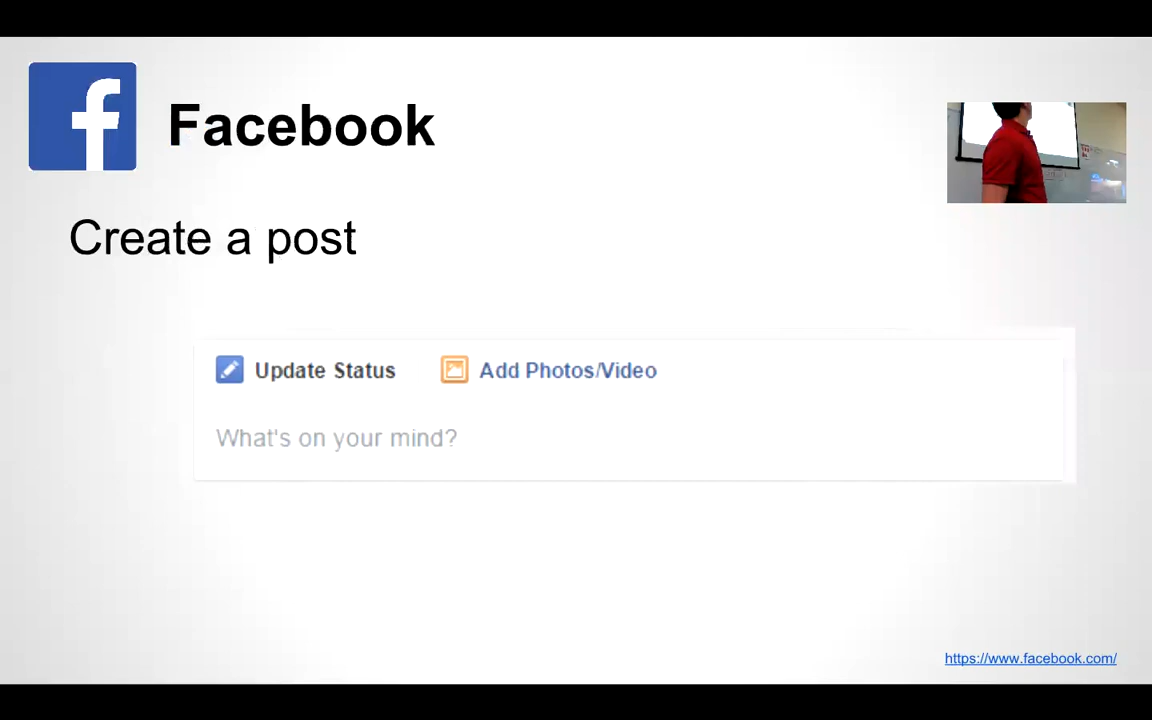 Facebook
Create a post
Update Status Add Photos/Video
What's on your mind?
https://www.facebook.com/